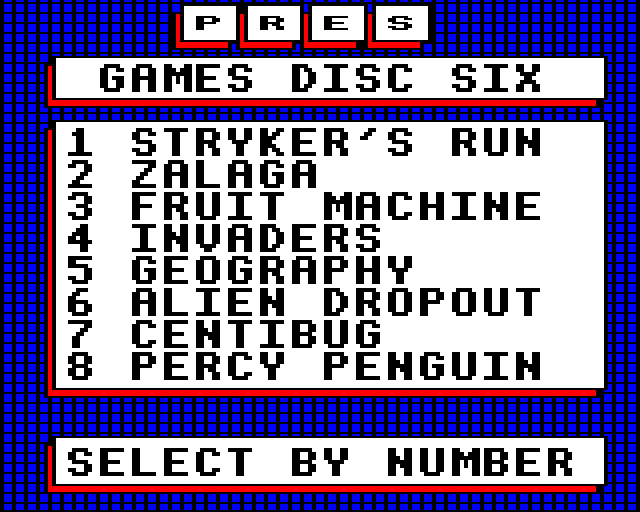 PRES
GAMES DISC SIX
1 STRYKER'S RUN
2 ZALAGA
3 FRUIT MACHINE
4 INVADERS
5 GEOGRAPHY
6 ALIEN DROPOUT
7 CENTIBUG
8 PERCY PENGUIN
SELECT BY NUMBER